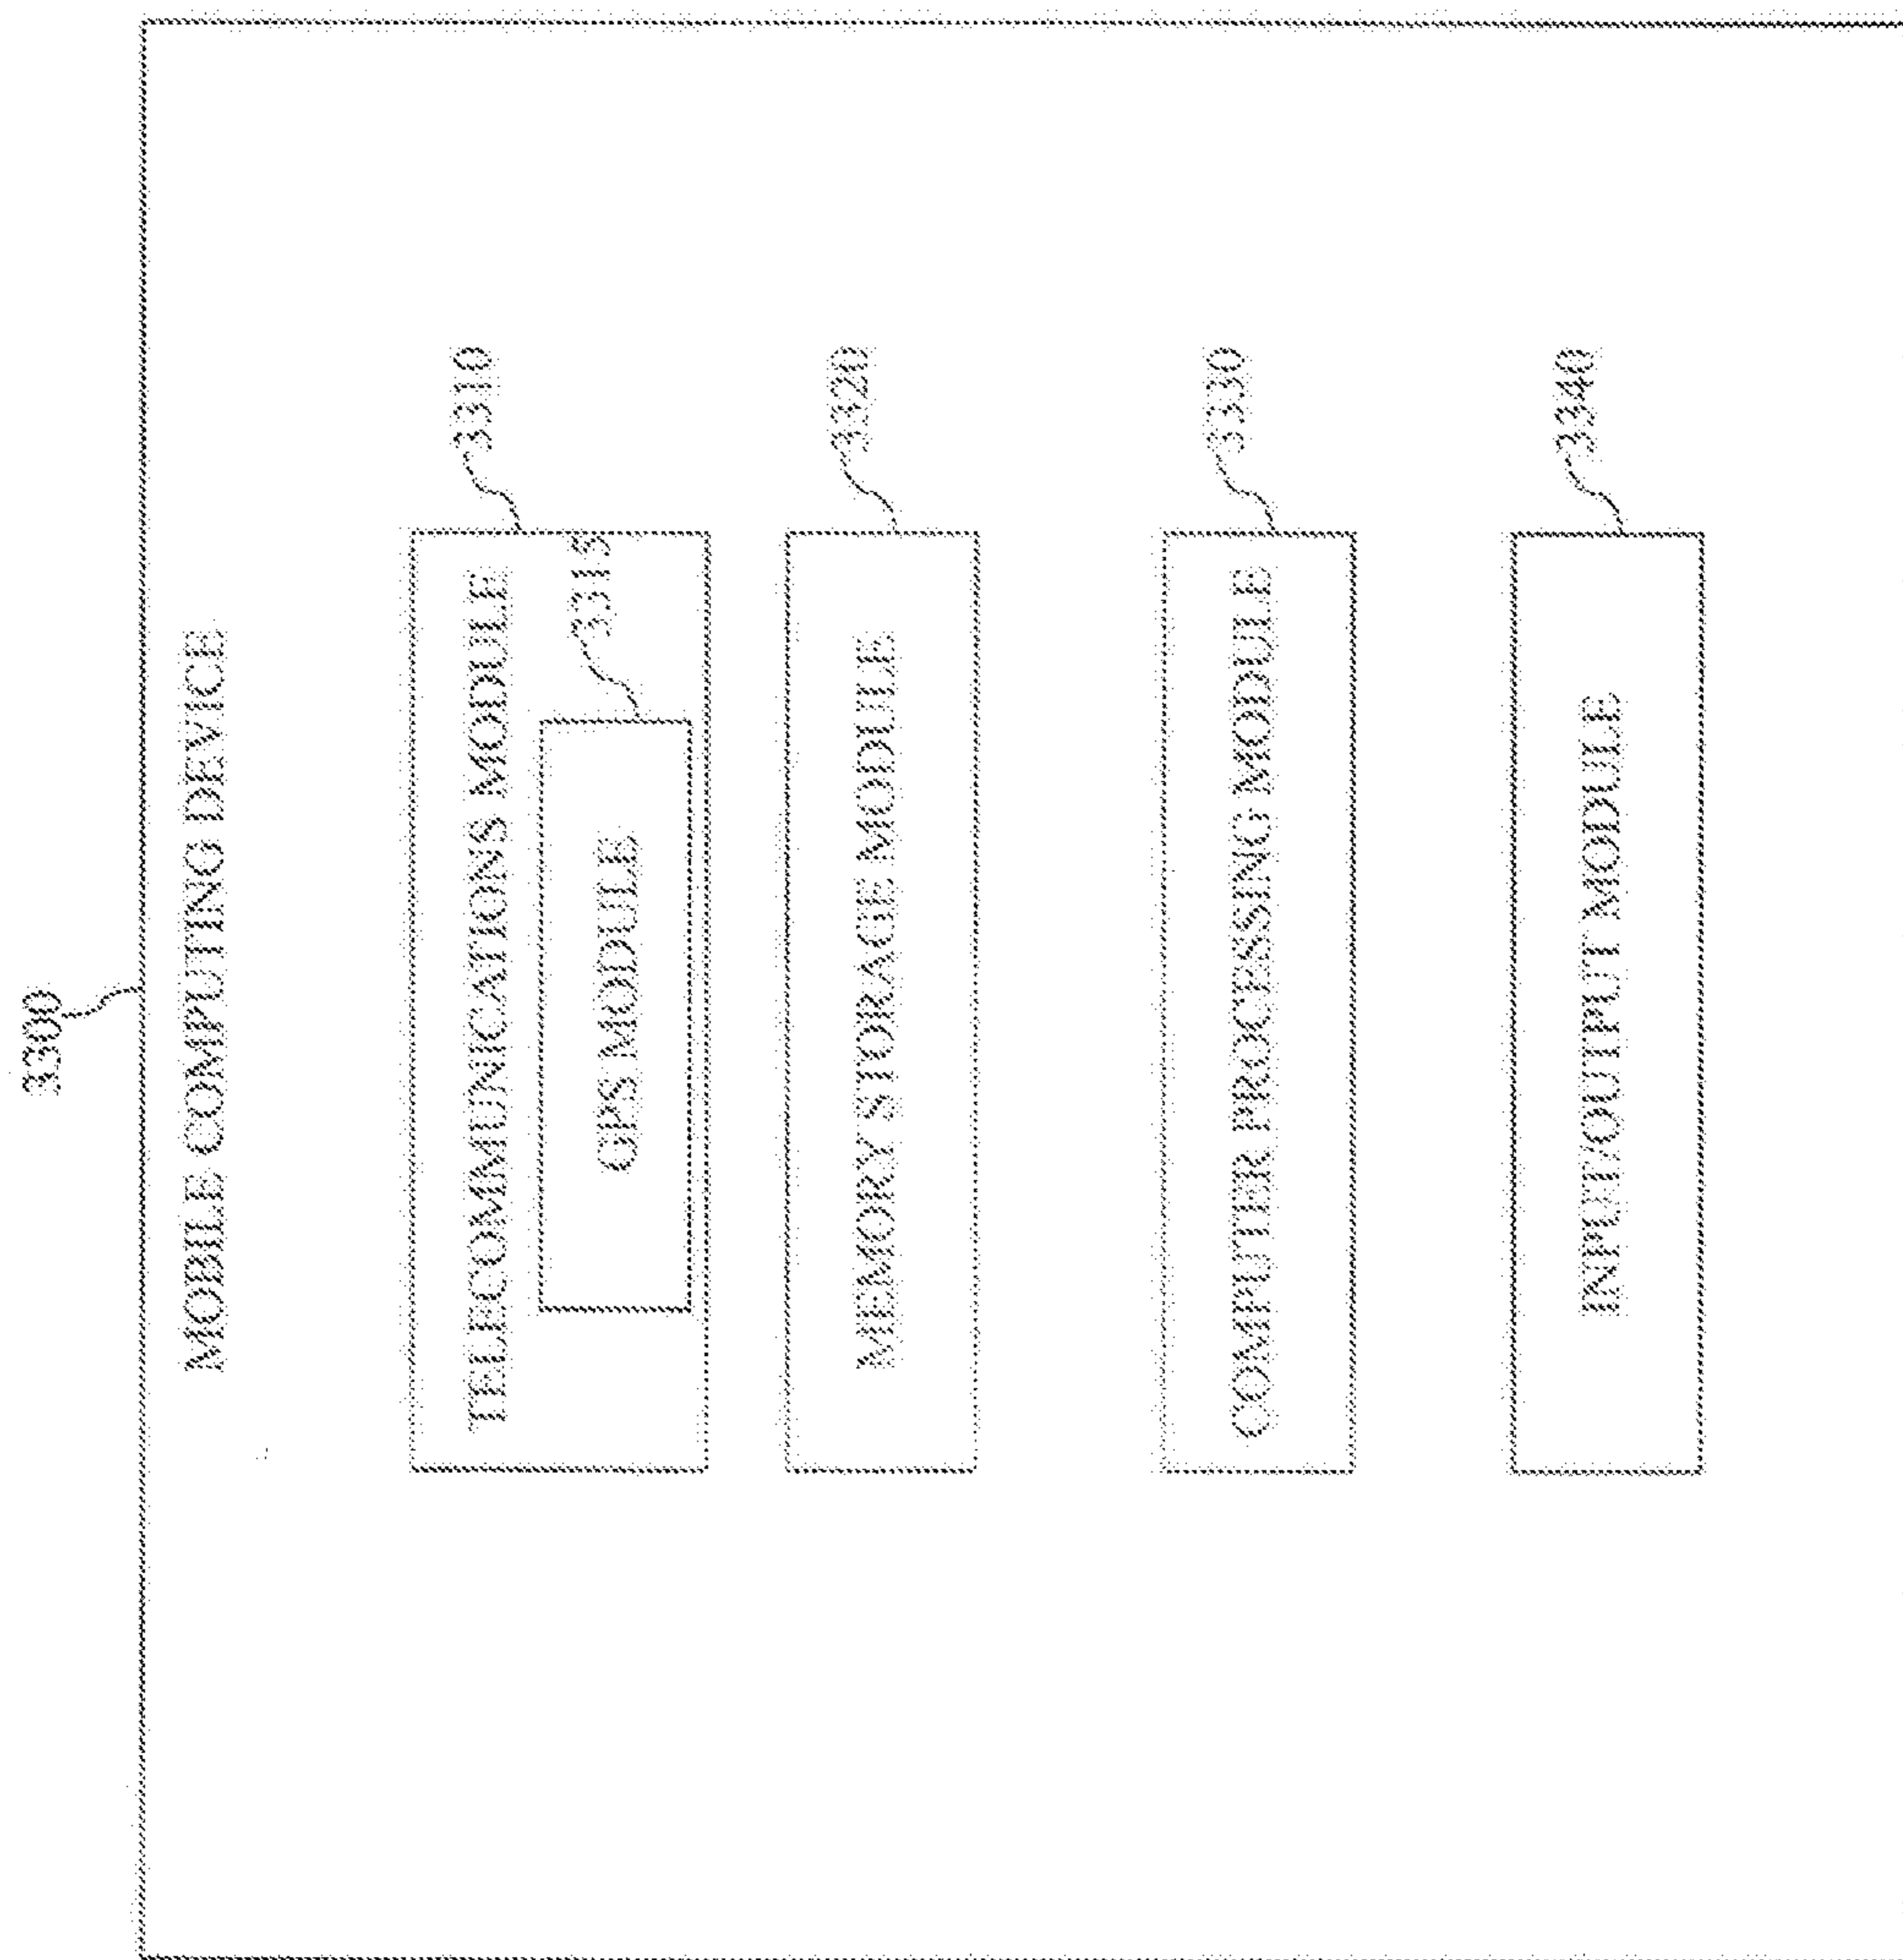 3300
MOBILE COMPUTING DEVICE
3310
TELECOMMUNICATIONS MODULE
3315
GPS MODULE
3320
MEMORY STORAGE MODULE
3330
COMPUTER PROCESSING MODULE
3340
INPUT/OUTPUT MODULE